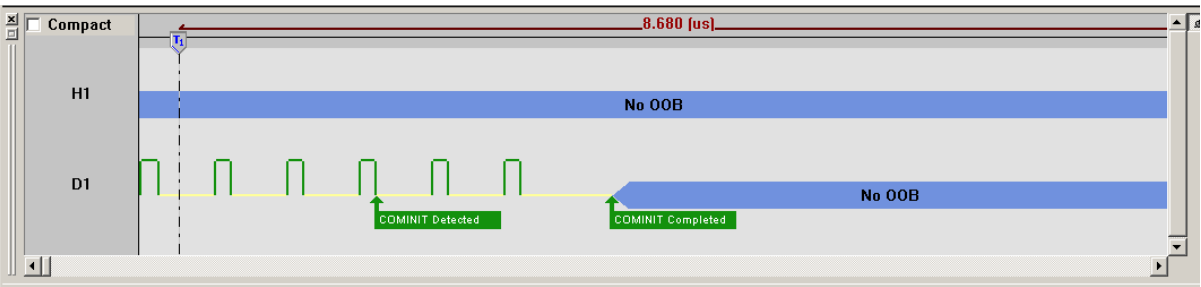 Compact
8.680 (us)
T1
H1
No OOB
D1
No OOB
COMINIT Detected
COMINIT Completed